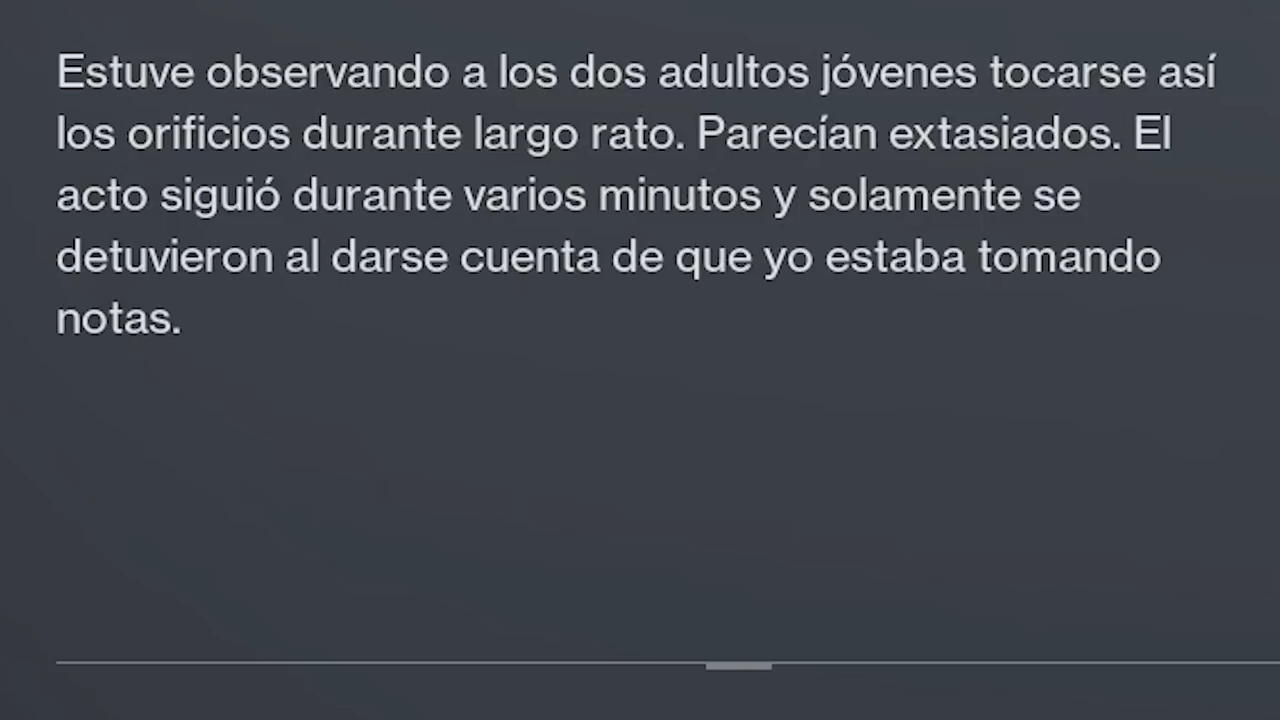 Estuve observando a los dos adultos jóvenes tocarse así
los orificios durante largo rato. Parecían extasiados. El
acto siguió durante varios minutos y solamente se
detuvieron al darse cuenta de que yo estaba tomando
notas.